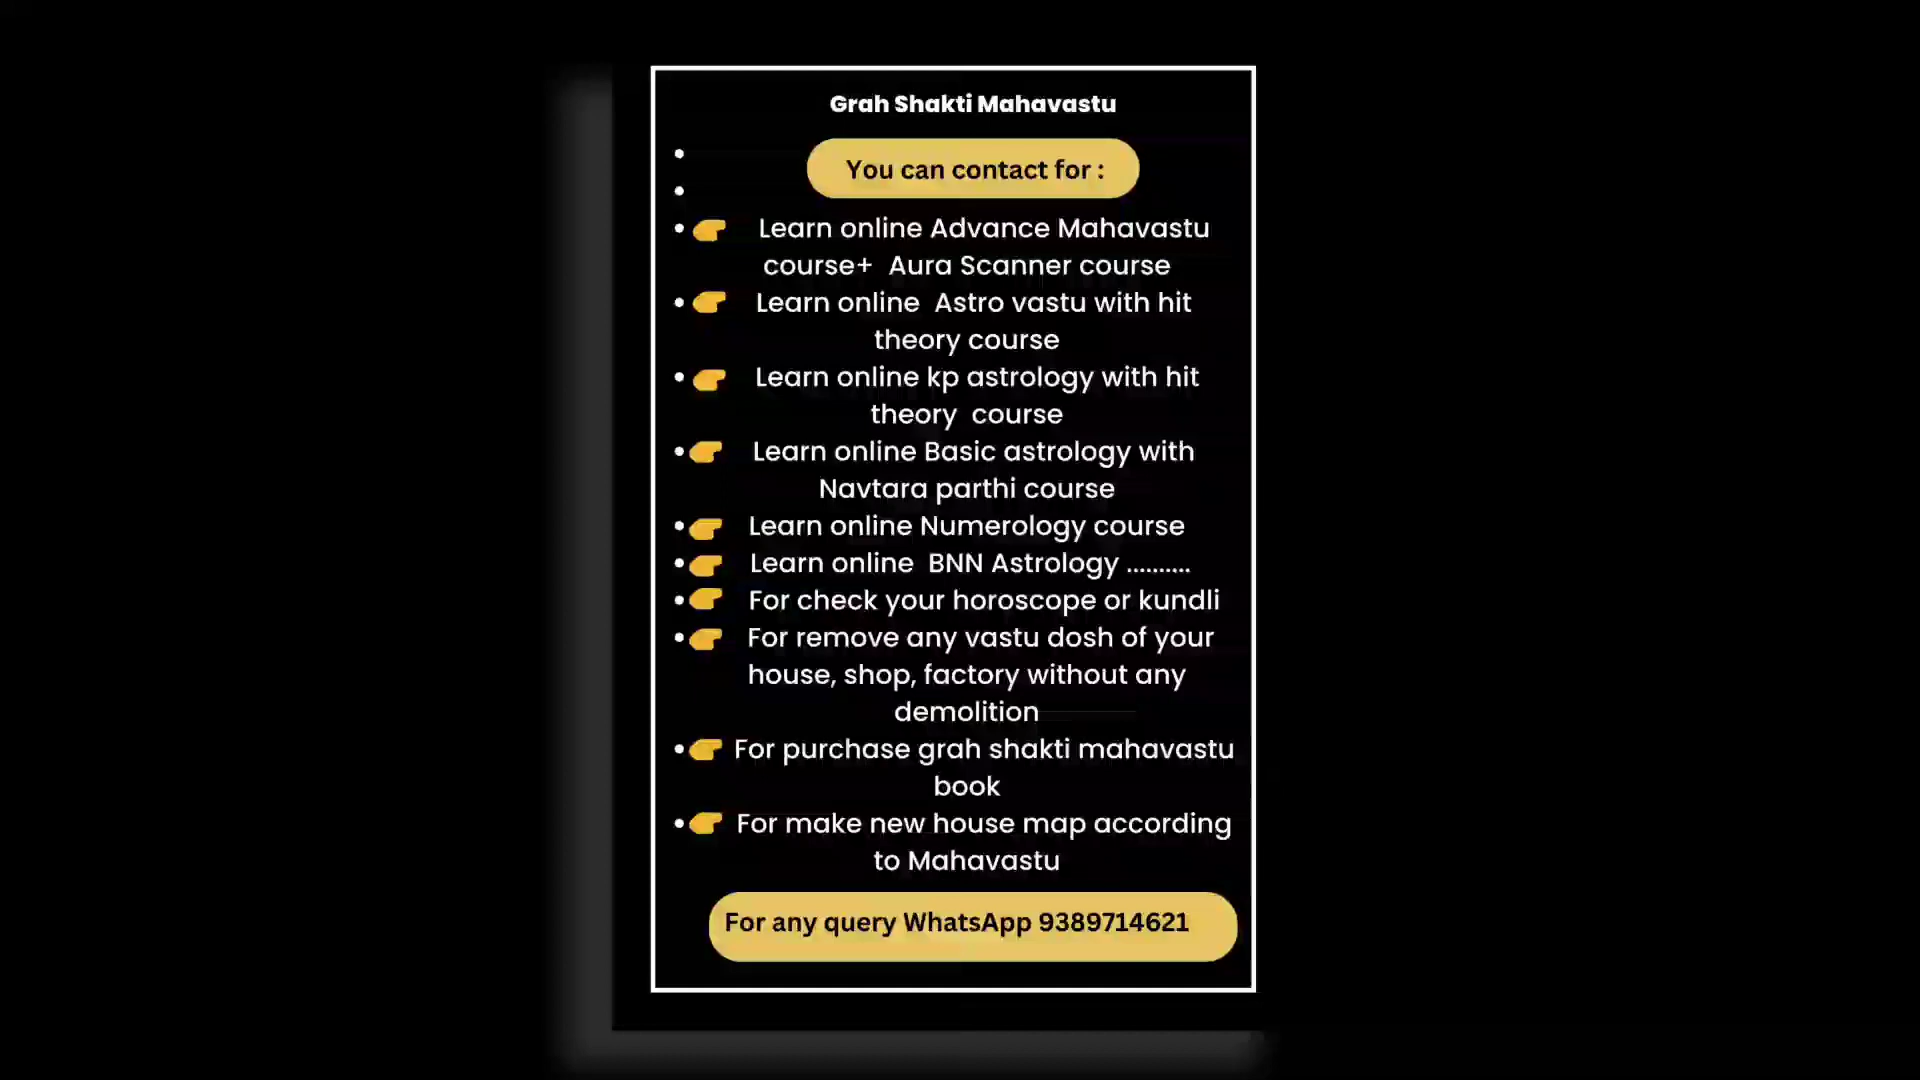 Grah Shakti Mahavastu
You can contact for :
• 👉 Learn online Advance Mahavastu
course+ Aura Scanner course
• 👉 Learn online Astro vastu with hit
theory course
• 👉 Learn online kp astrology with hit
theory course
• 👉 Learn online Basic astrology with
Navtara parthi course
• 👉 Learn online Numerology course
• 👉 Learn online BNN Astrology ..........
• 👉 For check your horoscope or kundli
• 👉 For remove any vastu dosh of your
house, shop, factory without any
demolition
• 👉 For purchase grah shakti mahavastu
book
• 👉 For make new house map according
to Mahavastu
For any query WhatsApp 9389714621